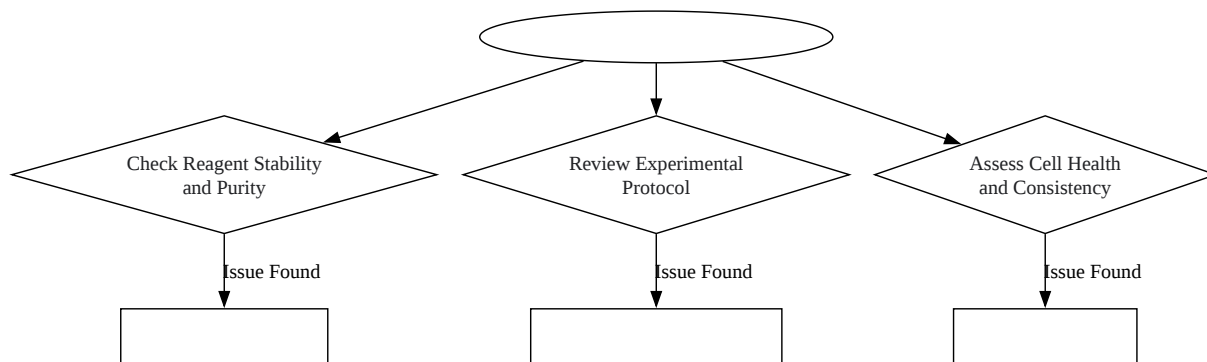 Check Reagent Stability
and Purity
Review Experimental
Protocol
Assess Cell Health
and Consistency
Issue Found
Issue Found
Issue Found